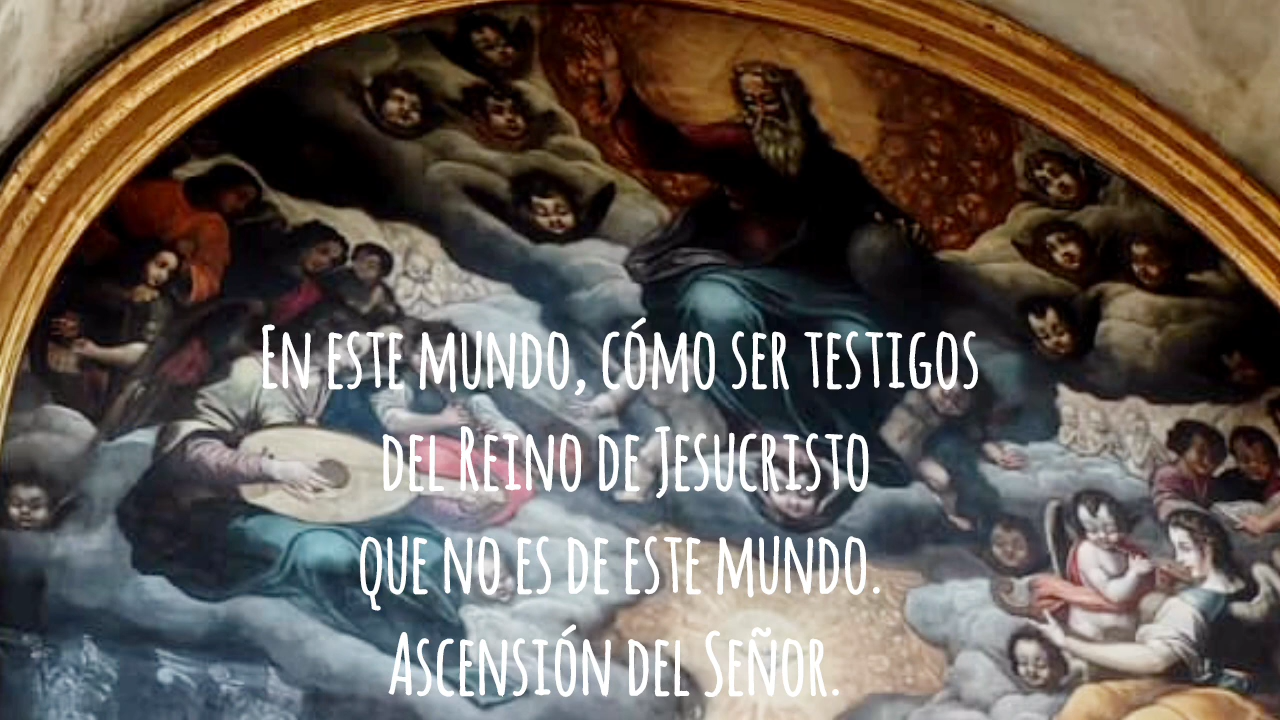 En este mundo, cómo ser testigos
del Reino de Jesucristo
que no es de este mundo.
Ascensión del Señor.